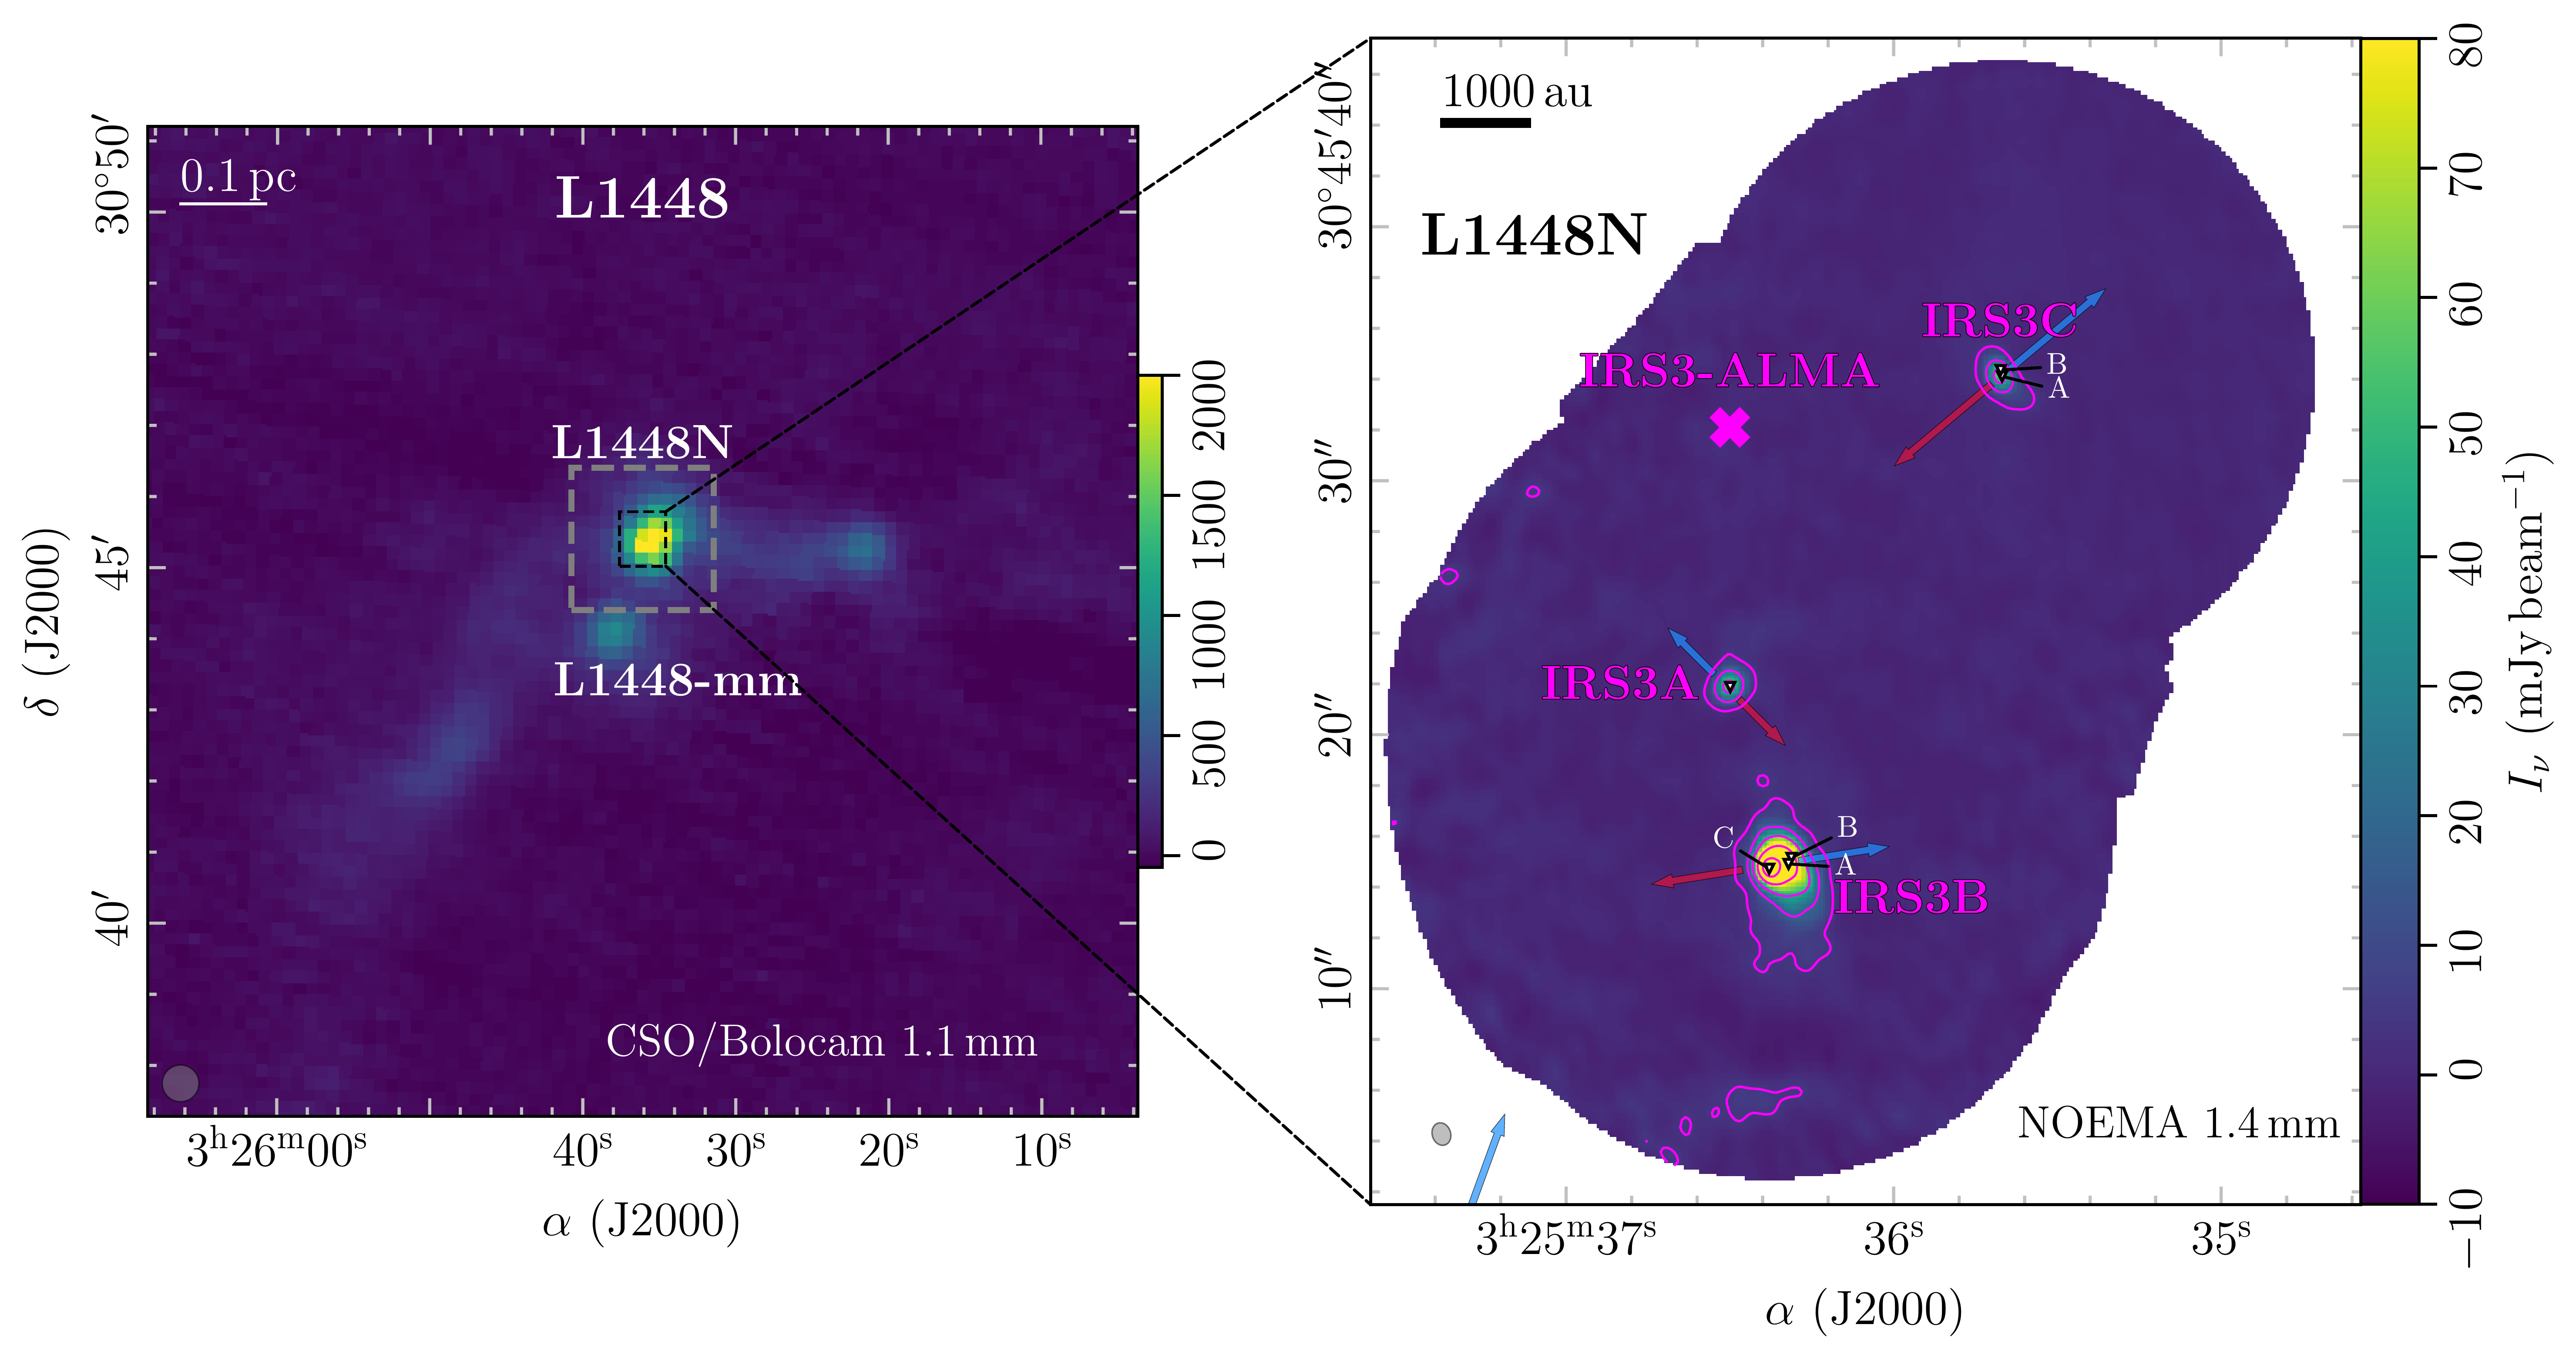 0.1 pc
L1448
L1448N
L1448-mm
CSO/Bolocam 1.1 mm
30°50′
45′
40′
δ (J2000)
3ʰ26ᵐ00ˢ 40ˢ 30ˢ 20ˢ 10ˢ
α (J2000)
2000
1500
1000
500
0
1000 au
L1448N
IRS3C
B
A
IRS3-ALMA
IRS3A
C
B
A
IRS3B
NOEMA 1.4 mm
30°45′40″
30″
20″
10″
3ʰ25ᵐ37ˢ 36ˢ 35ˢ
α (J2000)
80
70
60
50
40
30
20
10
0
−10
Iν (mJy beam⁻¹)